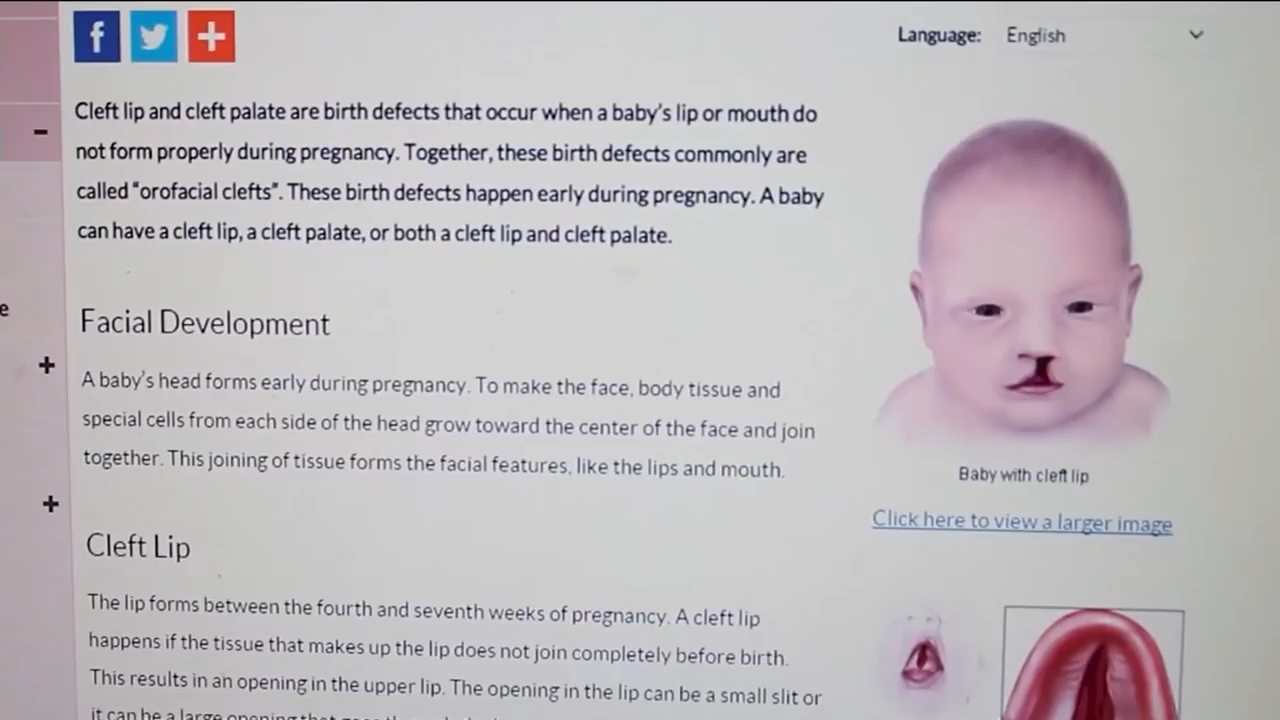 Language: English
Cleft lip and cleft palate are birth defects that occur when a baby's lip or mouth do
not form properly during pregnancy. Together, these birth defects commonly are
called "orofacial clefts". These birth defects happen early during pregnancy. A baby
can have a cleft lip, a cleft palate, or both a cleft lip and cleft palate.
Facial Development
A baby's head forms early during pregnancy. To make the face, body tissue and
special cells from each side of the head grow toward the center of the face and join
together. This joining of tissue forms the facial features, like the lips and mouth.
Baby with cleft lip
Click here to view a larger image
Cleft Lip
The lip forms between the fourth and seventh weeks of pregnancy. A cleft lip
happens if the tissue that makes up the lip does not join completely before birth.
This results in an opening in the upper lip. The opening in the lip can be a small slit or
it can be a large opening that